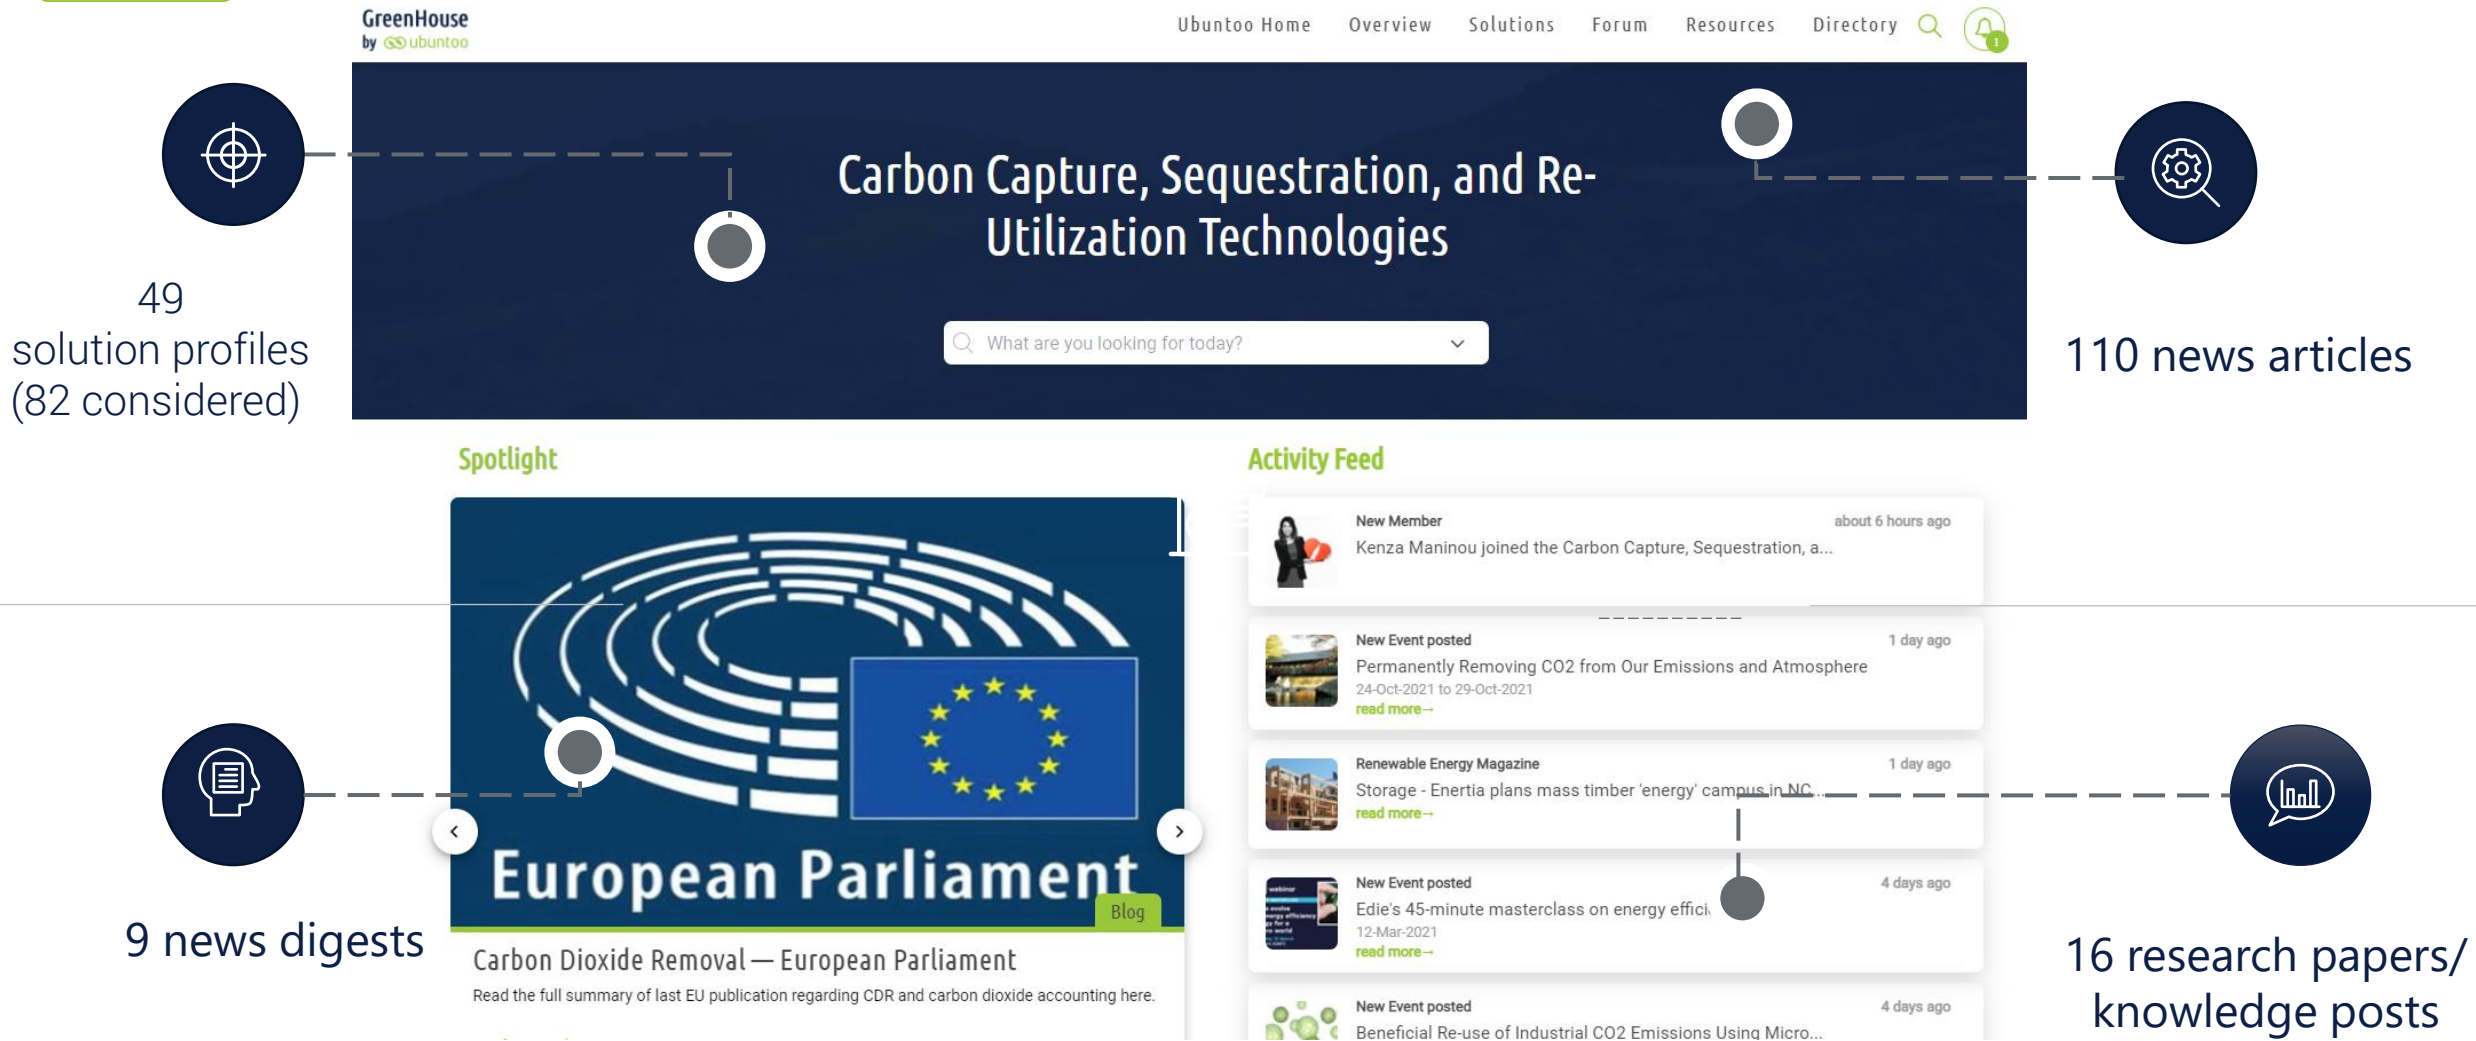 GreenHouse
by ubuntoo
Ubuntoo Home Overview Solutions Forum Resources Directory
1
Carbon Capture, Sequestration, and Re-
Utilization Technologies
What are you looking for today?
49
solution profiles
(82 considered)
110 news articles
Spotlight
European Parliament
Blog
Carbon Dioxide Removal — European Parliament
Read the full summary of last EU publication regarding CDR and carbon dioxide accounting here.
Activity Feed
New Member about 6 hours ago
Kenza Maninou joined the Carbon Capture, Sequestration, a...
New Event posted 1 day ago
Permanently Removing CO2 from Our Emissions and Atmosphere
24-Oct-2021 to 29-Oct-2021
read more→
Renewable Energy Magazine 1 day ago
Storage - Enertia plans mass timber 'energy' campus in NC...
read more→
webinar
New Event posted 4 days ago
Edie's 45-minute masterclass on energy effici
12-Mar-2021
read more→
New Event posted 4 days ago
Beneficial Re-use of Industrial CO2 Emissions Using Micro...
9 news digests
16 research papers/
knowledge posts